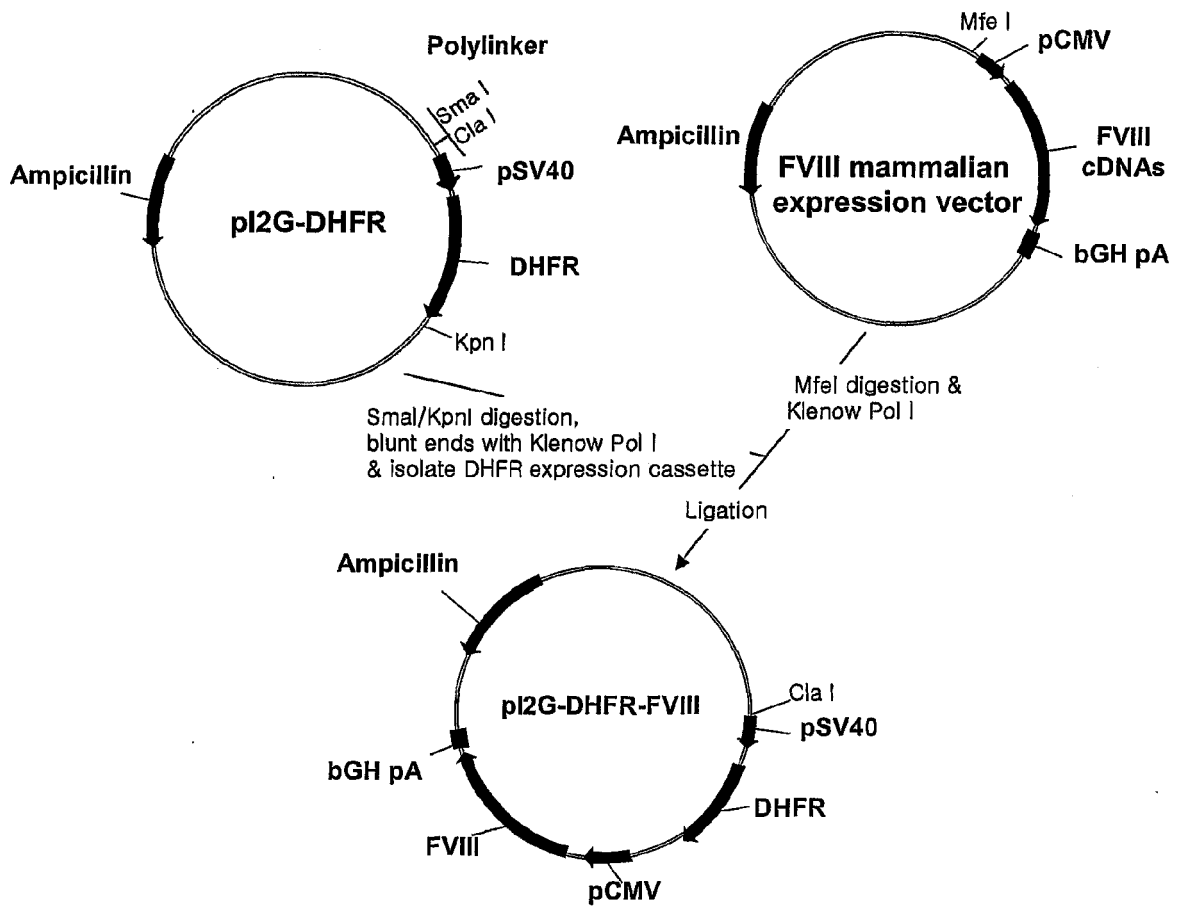 Polylinker
Sma I
Cla I
Ampicillin
pSV40
pI2G-DHFR
DHFR
Kpn I
Mfe I
pCMV
Ampicillin
FVIII
cDNAs
FVIII mammalian
expression vector
bGH pA
SmaI/KpnI digestion,
blunt ends with Klenow Pol I
& isolate DHFR expression cassette
MfeI digestion &
Klenow Pol I
Ligation
Ampicillin
Cla I
pSV40
pI2G-DHFR-FVIII
bGH pA
DHFR
FVIII
pCMV